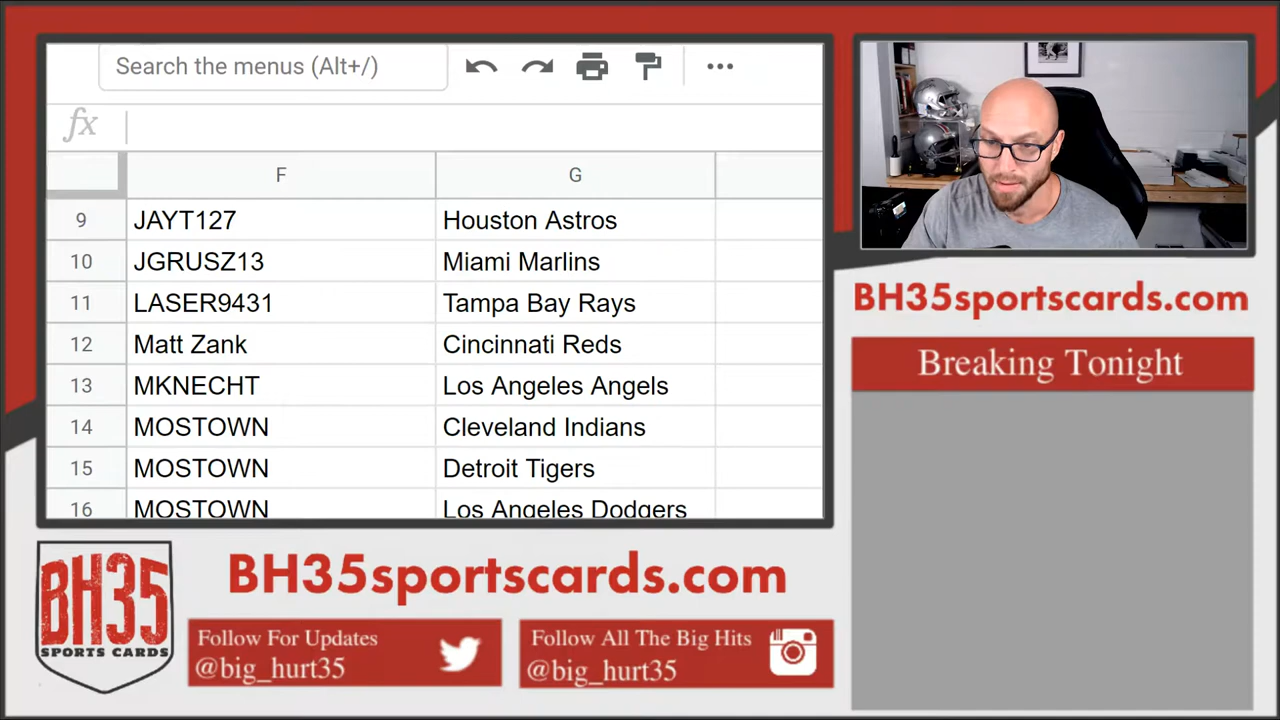 Search the menus (Alt+/)
fx
F G
9 JAYT127 Houston Astros
10 JGRUSZ13 Miami Marlins
11 LASER9431 Tampa Bay Rays
12 Matt Zank Cincinnati Reds
13 MKNECHT Los Angeles Angels
14 MOSTOWN Cleveland Indians
15 MOSTOWN Detroit Tigers
16 MOSTOWN Los Angeles Dodgers
BH35sportscards.com
Breaking Tonight
BH35
SPORTS CARDS
BH35sportscards.com
Follow For Updates
@big_hurt35
Follow All The Big Hits
@big_hurt35